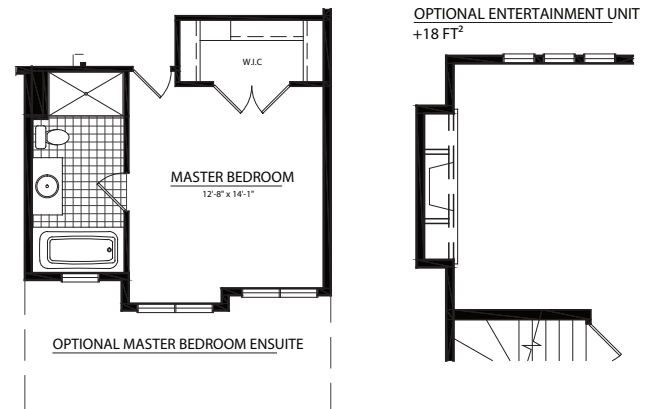 OPTIONAL ENTERTAINMENT UNIT
+18 FT²
W.I.C
MASTER BEDROOM
12'-8" x 14'-1"
OPTIONAL MASTER BEDROOM ENSUITE